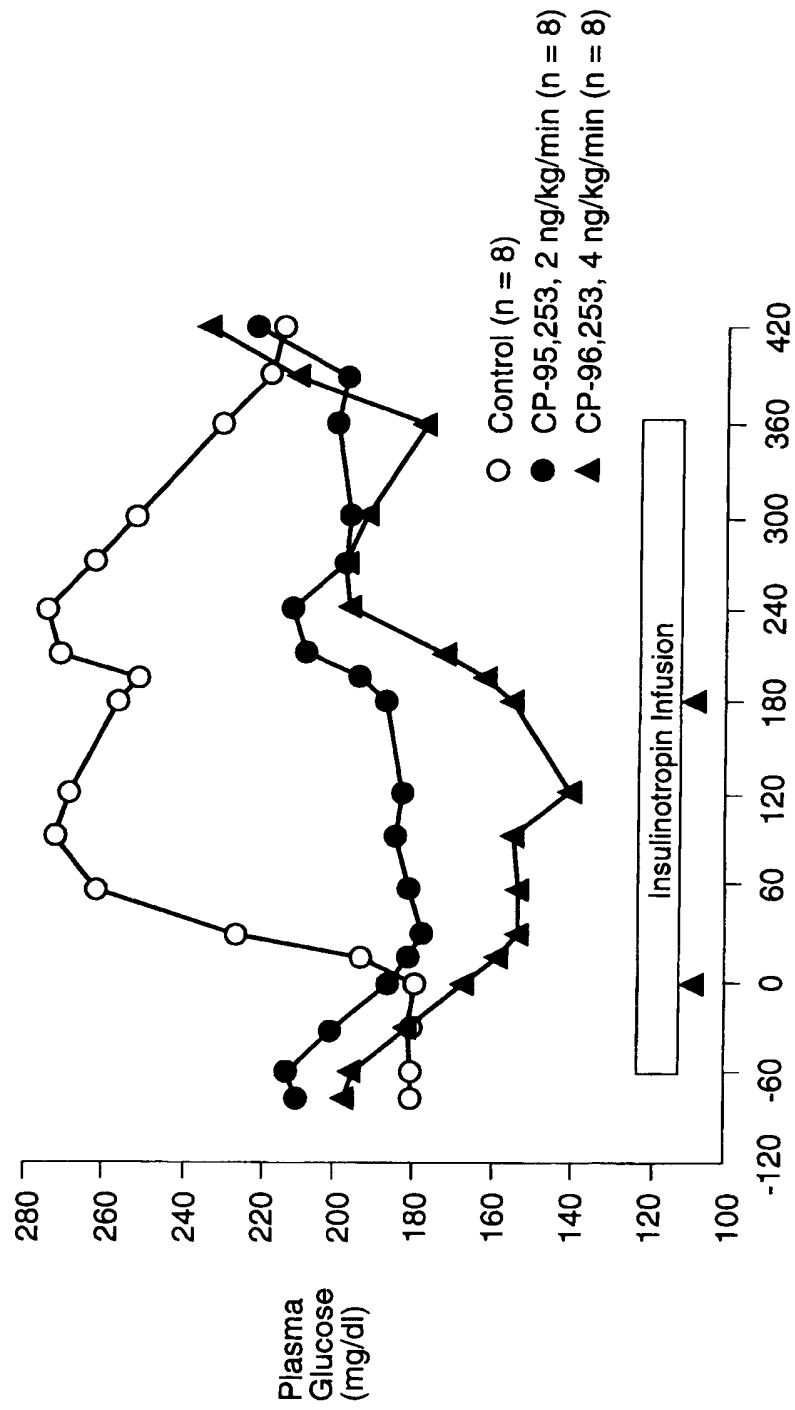 280
260
240
220
200
180
160
140
120
100
Plasma
Glucose
(mg/dl)
Control (n = 8)
CP-95,253, 2 ng/kg/min (n = 8)
CP-96,253, 4 ng/kg/min (n = 8)
Insulinotropin Infusion
-120
-60
0
60
120
180
240
300
360
420